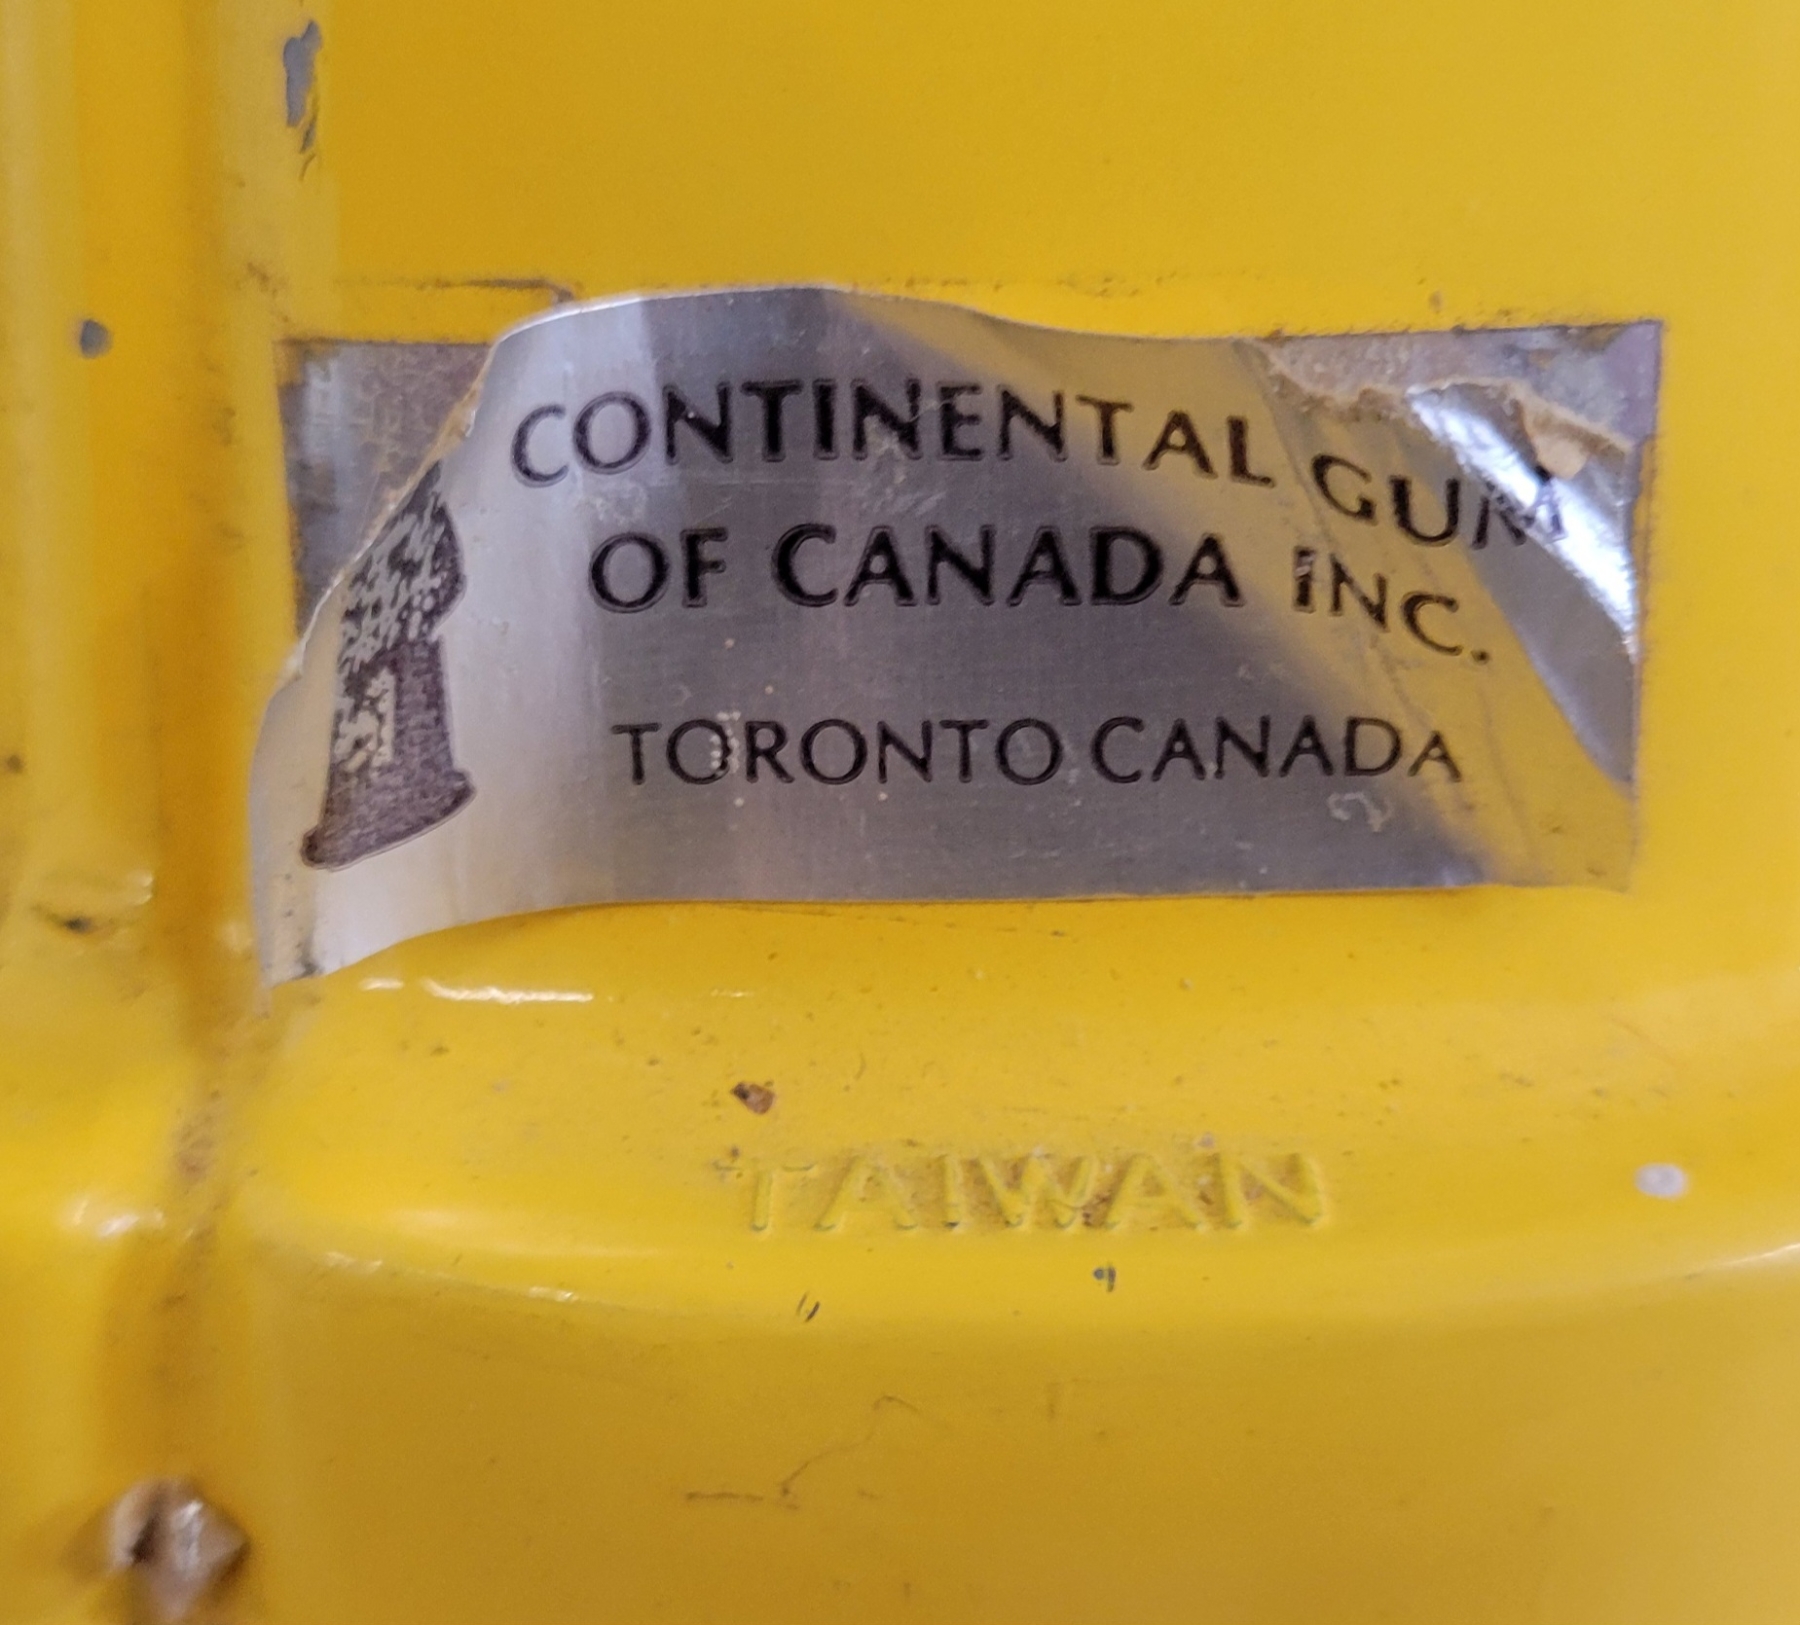 CONTINENTAL GUM
OF CANADA INC.
TORONTO CANADA
TAIWAN